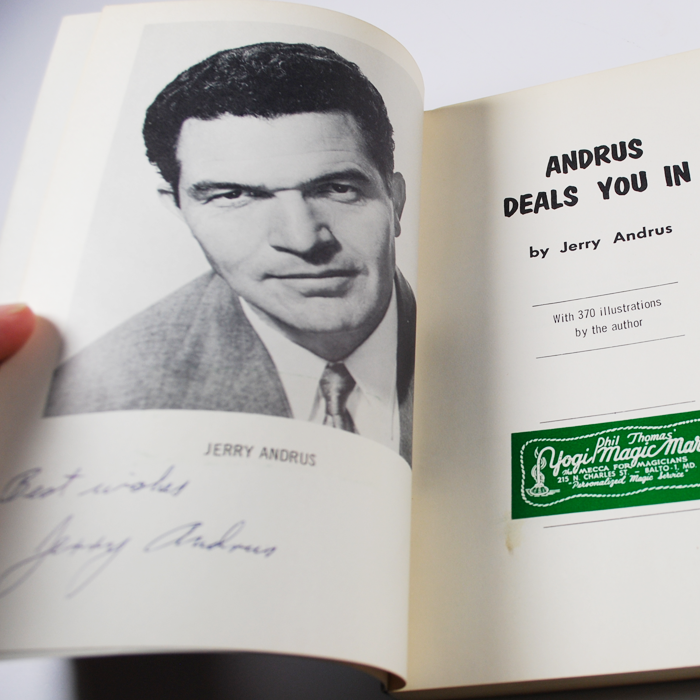 JERRY ANDRUS
Best wishes
Jerry Andrus
ANDRUS
DEALS YOU IN
by Jerry Andrus
With 370 illustrations
by the author
Phil Thomas'
Yogi Magic Mar
The MECCA FOR MAGICIANS
215 N. CHARLES ST - BALTO-1, MD.
"Personalized Magic Service"